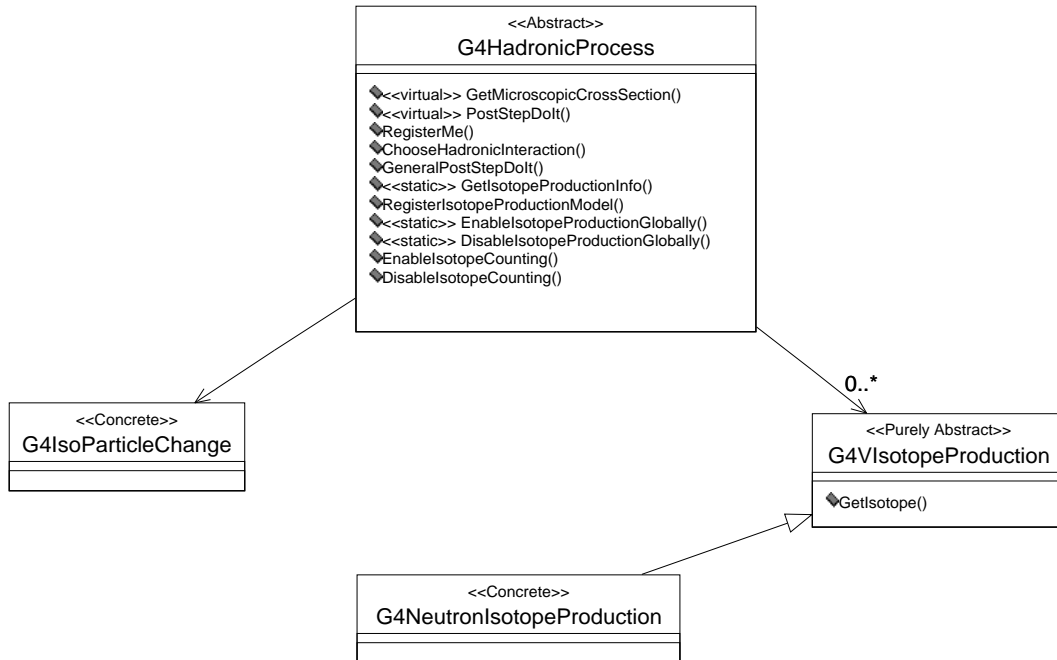 <<Abstract>>
G4HadronicProcess
<<virtual>> GetMicroscopicCrossSection()
<<virtual>> PostStepDoIt()
RegisterMe()
ChooseHadronicInteraction()
GeneralPostStepDoIt()
<<static>> GetIsotopeProductionInfo()
RegisterIsotopeProductionModel()
<<static>> EnableIsotopeProductionGlobally()
<<static>> DisableIsotopeProductionGlobally()
EnableIsotopeCounting()
DisableIsotopeCounting()
0..*
<<Concrete>>
G4IsoParticleChange
<<Purely Abstract>>
G4VIsotopeProduction
GetIsotope()
<<Concrete>>
G4NeutronIsotopeProduction